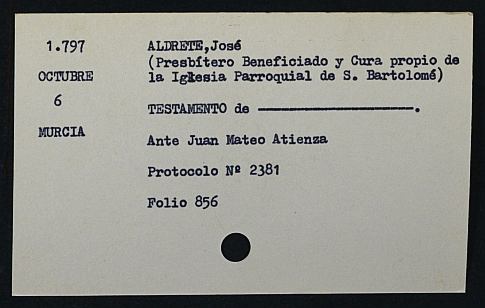 1.797
OCTUBRE
6
MURCIA
ALDRETE,José
(Presbítero Beneficiado y Cura propio de
la Iglesia Parroquial de S. Bartolomé)
TESTAMENTO de ————————————.
Ante Juan Mateo Atienza
Protocolo Nº 2381
Folio 856